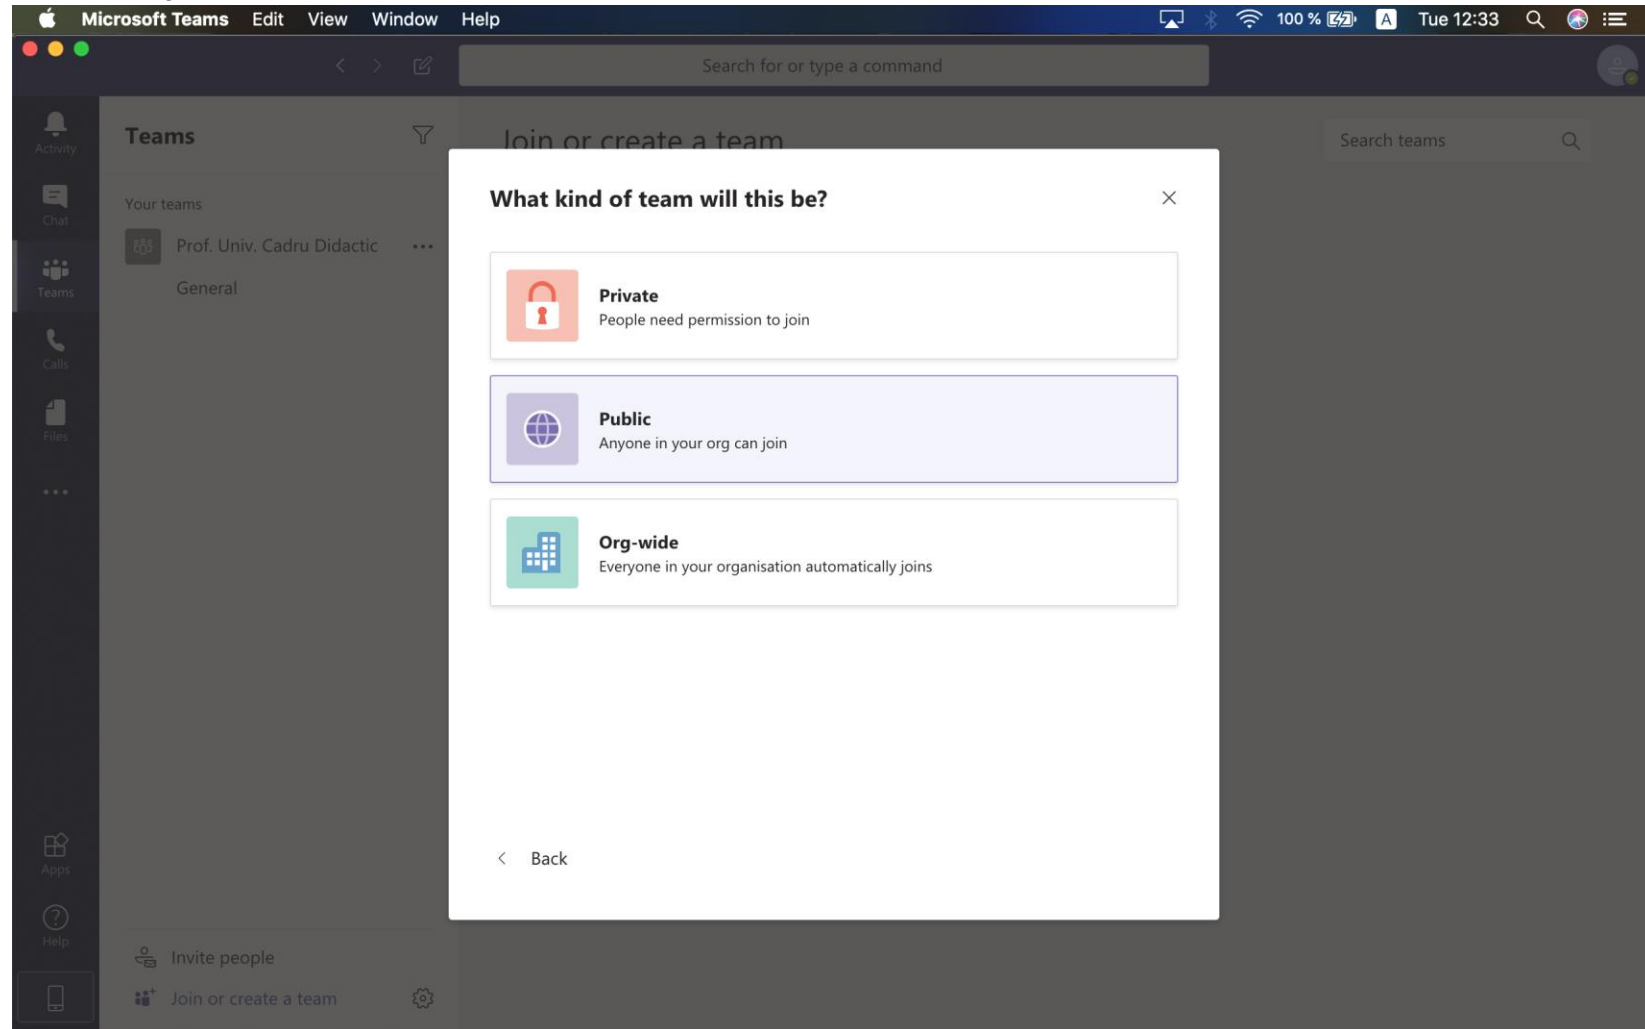 Microsoft Teams Edit View Window Help 100 % A Tue 12:33
Search for or type a command
Activity
Chat
Teams
Calls
Files
Apps
Help
Teams
Your teams
Prof. Univ. Cadru Didactic
General
Invite people
Join or create a team
Join or create a team
Search teams
What kind of team will this be?
Private
People need permission to join
Public
Anyone in your org can join
Org-wide
Everyone in your organisation automatically joins
Back